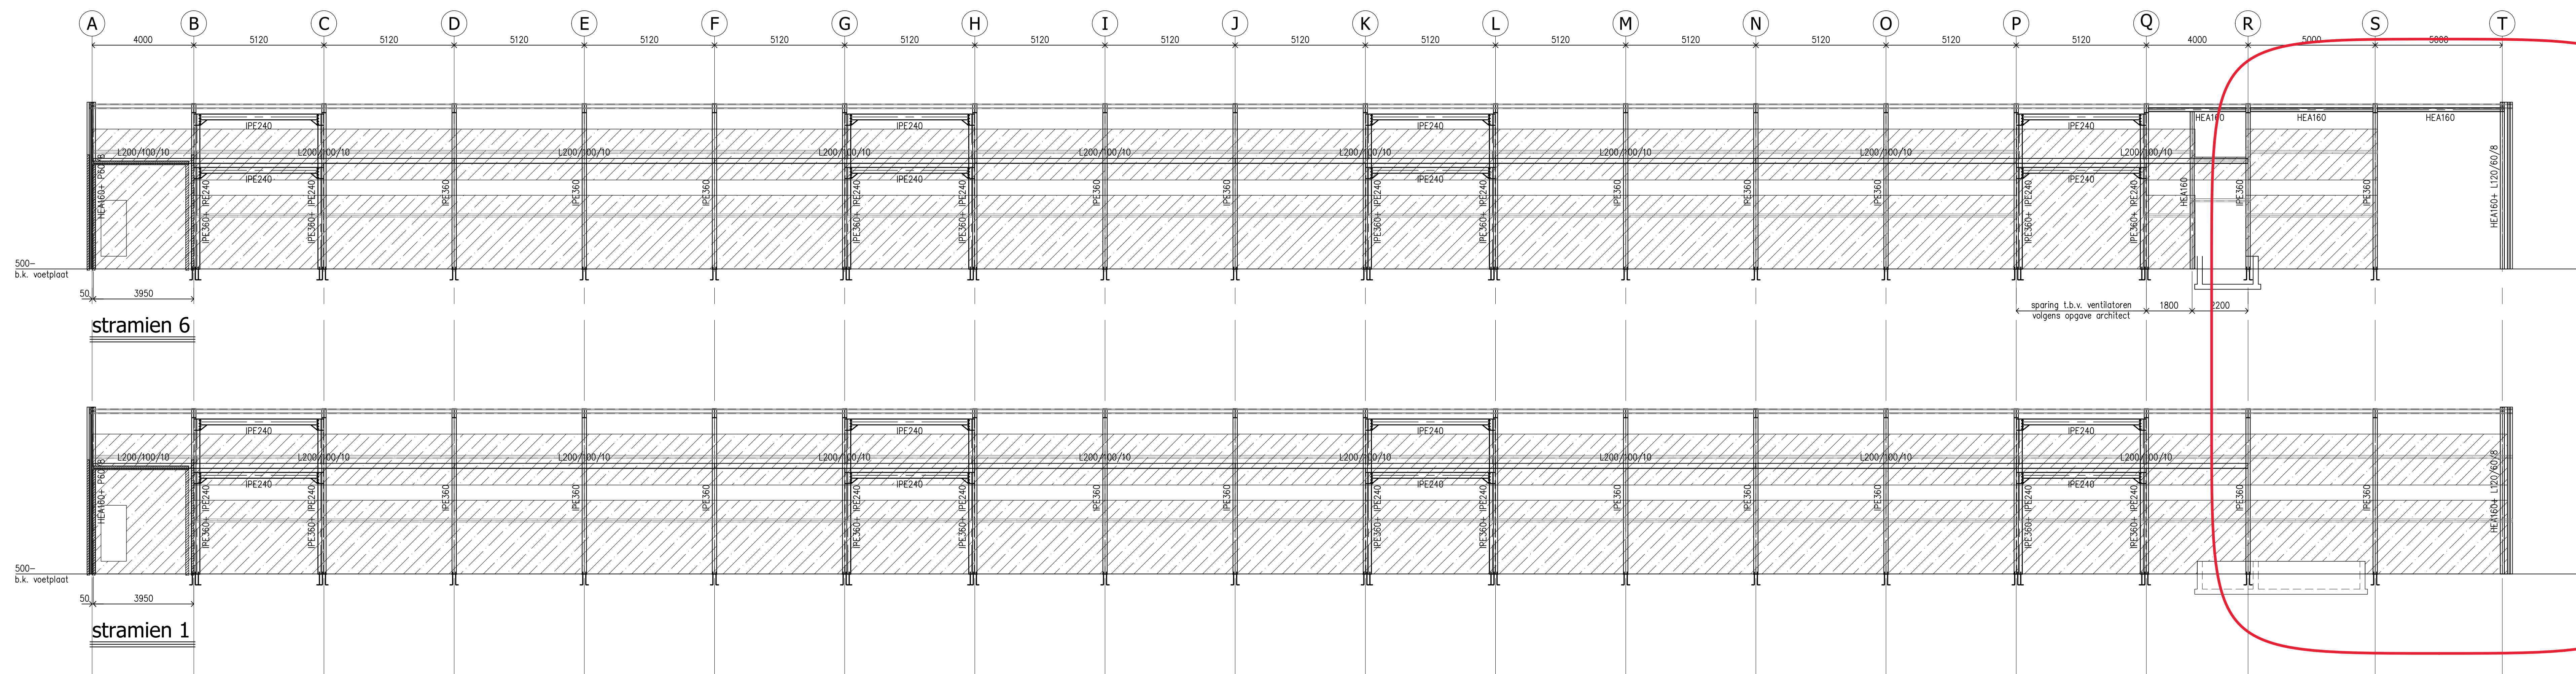 A B C D E F G H I J K L M N O P Q R S T
4000 5120 5120 5120 5120 5120 5120 5120 5120 5120 5120 5120 5120 5120 5120 5120 4000 5000 5000
HEA160 HEA160 HEA160
IPE240 IPE240 IPE240 IPE240
L200/100/10 L200/100/10 L200/100/10 L200/100/10 L200/100/10 L200/100/10 L200/100/10 L200/100/10 L200/100/10
IPE240 IPE240 IPE240 IPE240
HEA160+ P60/8 IPE360+ IPE240 IPE360+ IPE240 IPE360 IPE360 IPE360 IPE360+ IPE240 IPE360+ IPE240 IPE360 IPE360 IPE360+ IPE240 IPE360+ IPE240 IPE360 IPE360 IPE360 IPE360+ IPE240 IPE360+ IPE240 HEA160 IPE360 IPE360 HEA160+ L120/60/8
500-
b.k. voetplaat
50 3950
sparing t.b.v. ventilatoren 1800 2200
volgens opgave architect
stramien 6
IPE240 IPE240 IPE240 IPE240
L200/100/10 L200/100/10 L200/100/10 L200/100/10 L200/100/10 L200/100/10 L200/100/10 L200/100/10 L200/100/10
IPE240 IPE240 IPE240 IPE240
HEA160+ P60/8 IPE360+ IPE240 IPE360+ IPE240 IPE360 IPE360 IPE360 IPE360+ IPE240 IPE360+ IPE240 IPE360 IPE360 IPE360+ IPE240 IPE360+ IPE240 IPE360 IPE360 IPE360 IPE360+ IPE240 IPE360+ IPE240 IPE360 IPE360 HEA160+ L120/60/8
500-
b.k. voetplaat
50 3950
stramien 1